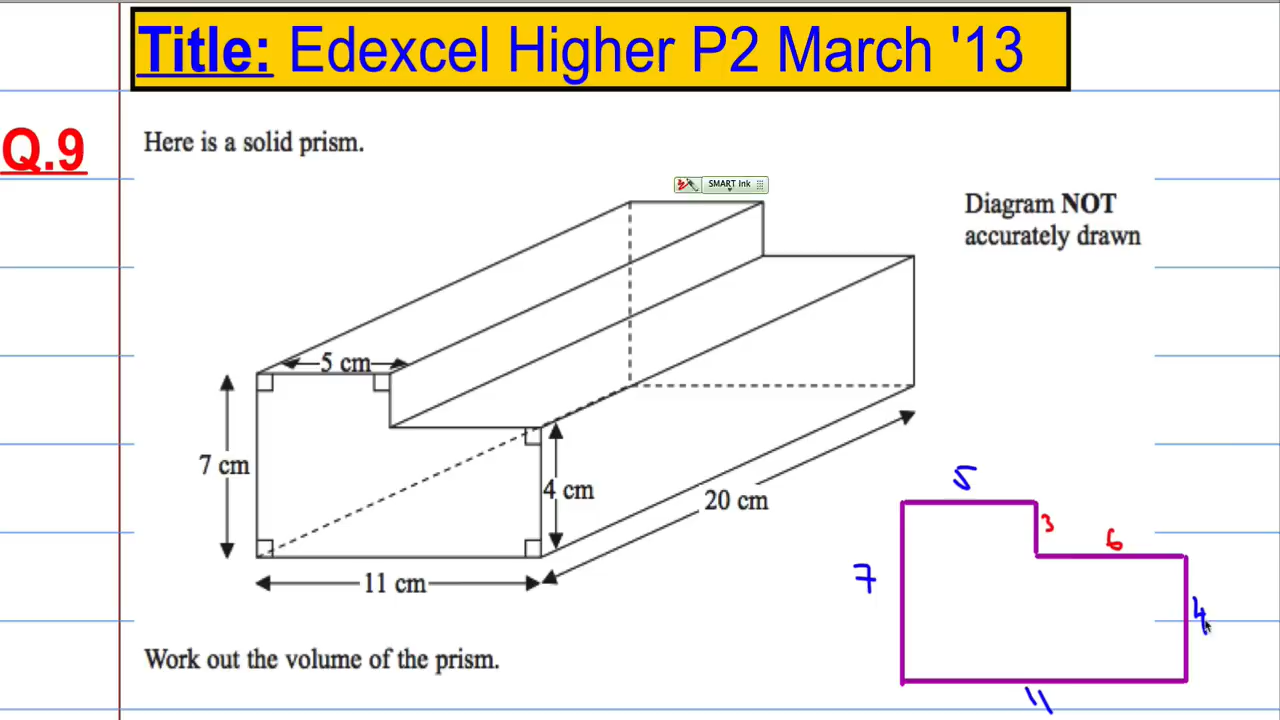 Title: Edexcel Higher P2 March '13
Q.9
Here is a solid prism.
SMART Ink
Diagram NOT
accurately drawn
5 cm
7 cm
4 cm
20 cm
11 cm
5
3
6
7
4
11
Work out the volume of the prism.